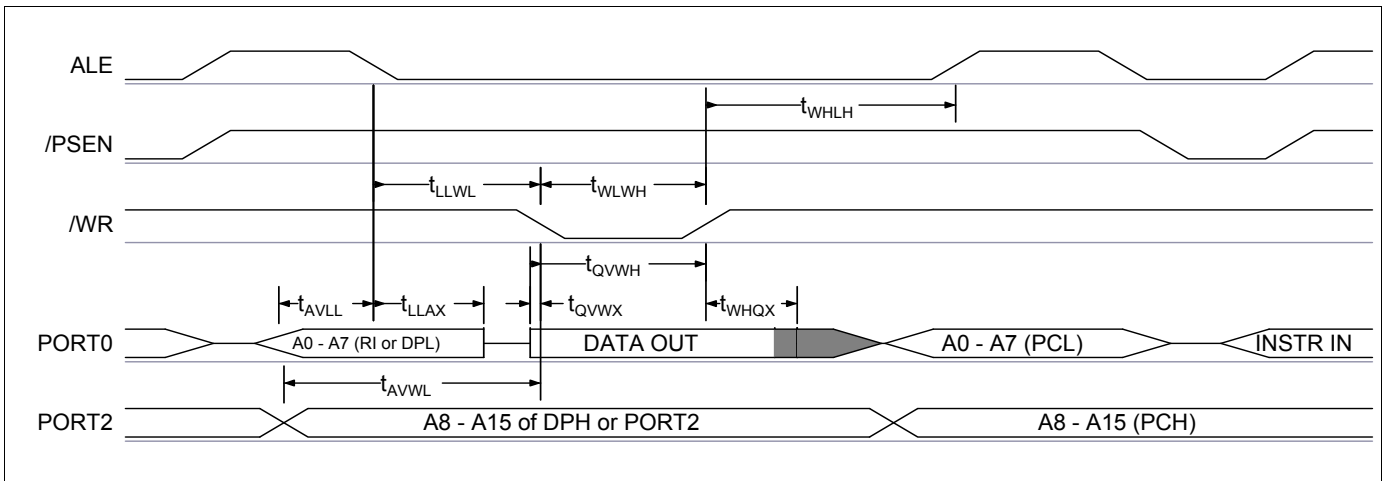 ALE
tWHLH
/PSEN
tLLWL
tWLWH
/WR
tQVWH
tAVLL
tLLAX
tQVWX
tWHQX
PORT0
A0 - A7 (RI or DPL)
DATA OUT
A0 - A7 (PCL)
INSTR IN
tAVWL
PORT2
A8 - A15 of DPH or PORT2
A8 - A15 (PCH)